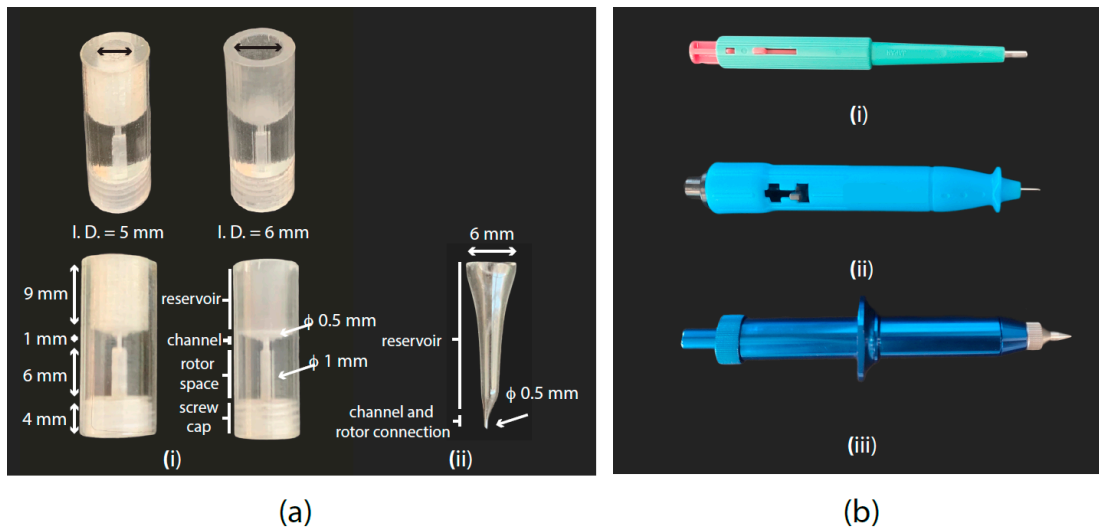 I. D. = 5 mm
I. D. = 6 mm
9 mm
1 mm
6 mm
4 mm
reservoir
channel
rotor
space
screw
cap
ϕ 0.5 mm
ϕ 1 mm
(i)
6 mm
reservoir
ϕ 0.5 mm
channel and
rotor connection
(ii)
(a)
(i)
(ii)
(iii)
(b)